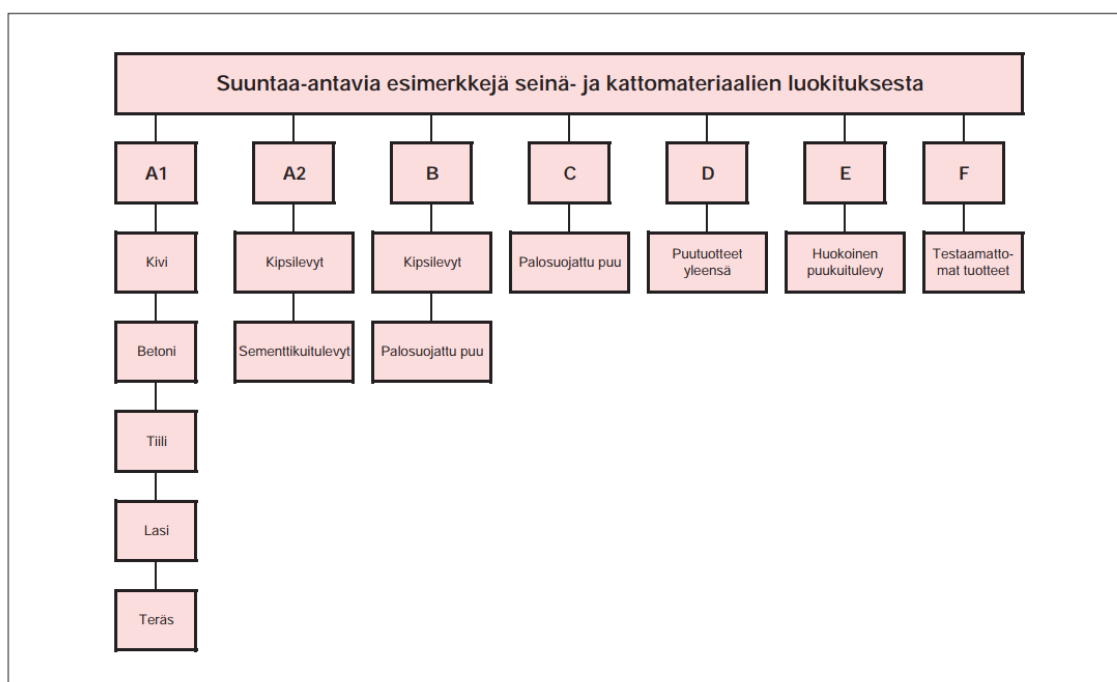 Suuntaa-antavia esimerkkejä seinä- ja kattomateriaalien luokituksesta
A1
A2
B
C
D
E
F
Kivi
Kipsilevyt
Kipsilevyt
Palosuojattu puu
Puutuotteet
yleensä
Huokoinen
puukuitulevy
Testaamatto-
mat tuotteet
Betoni
Sementtikuitulevyt
Palosuojattu puu
Tiili
Lasi
Teräs